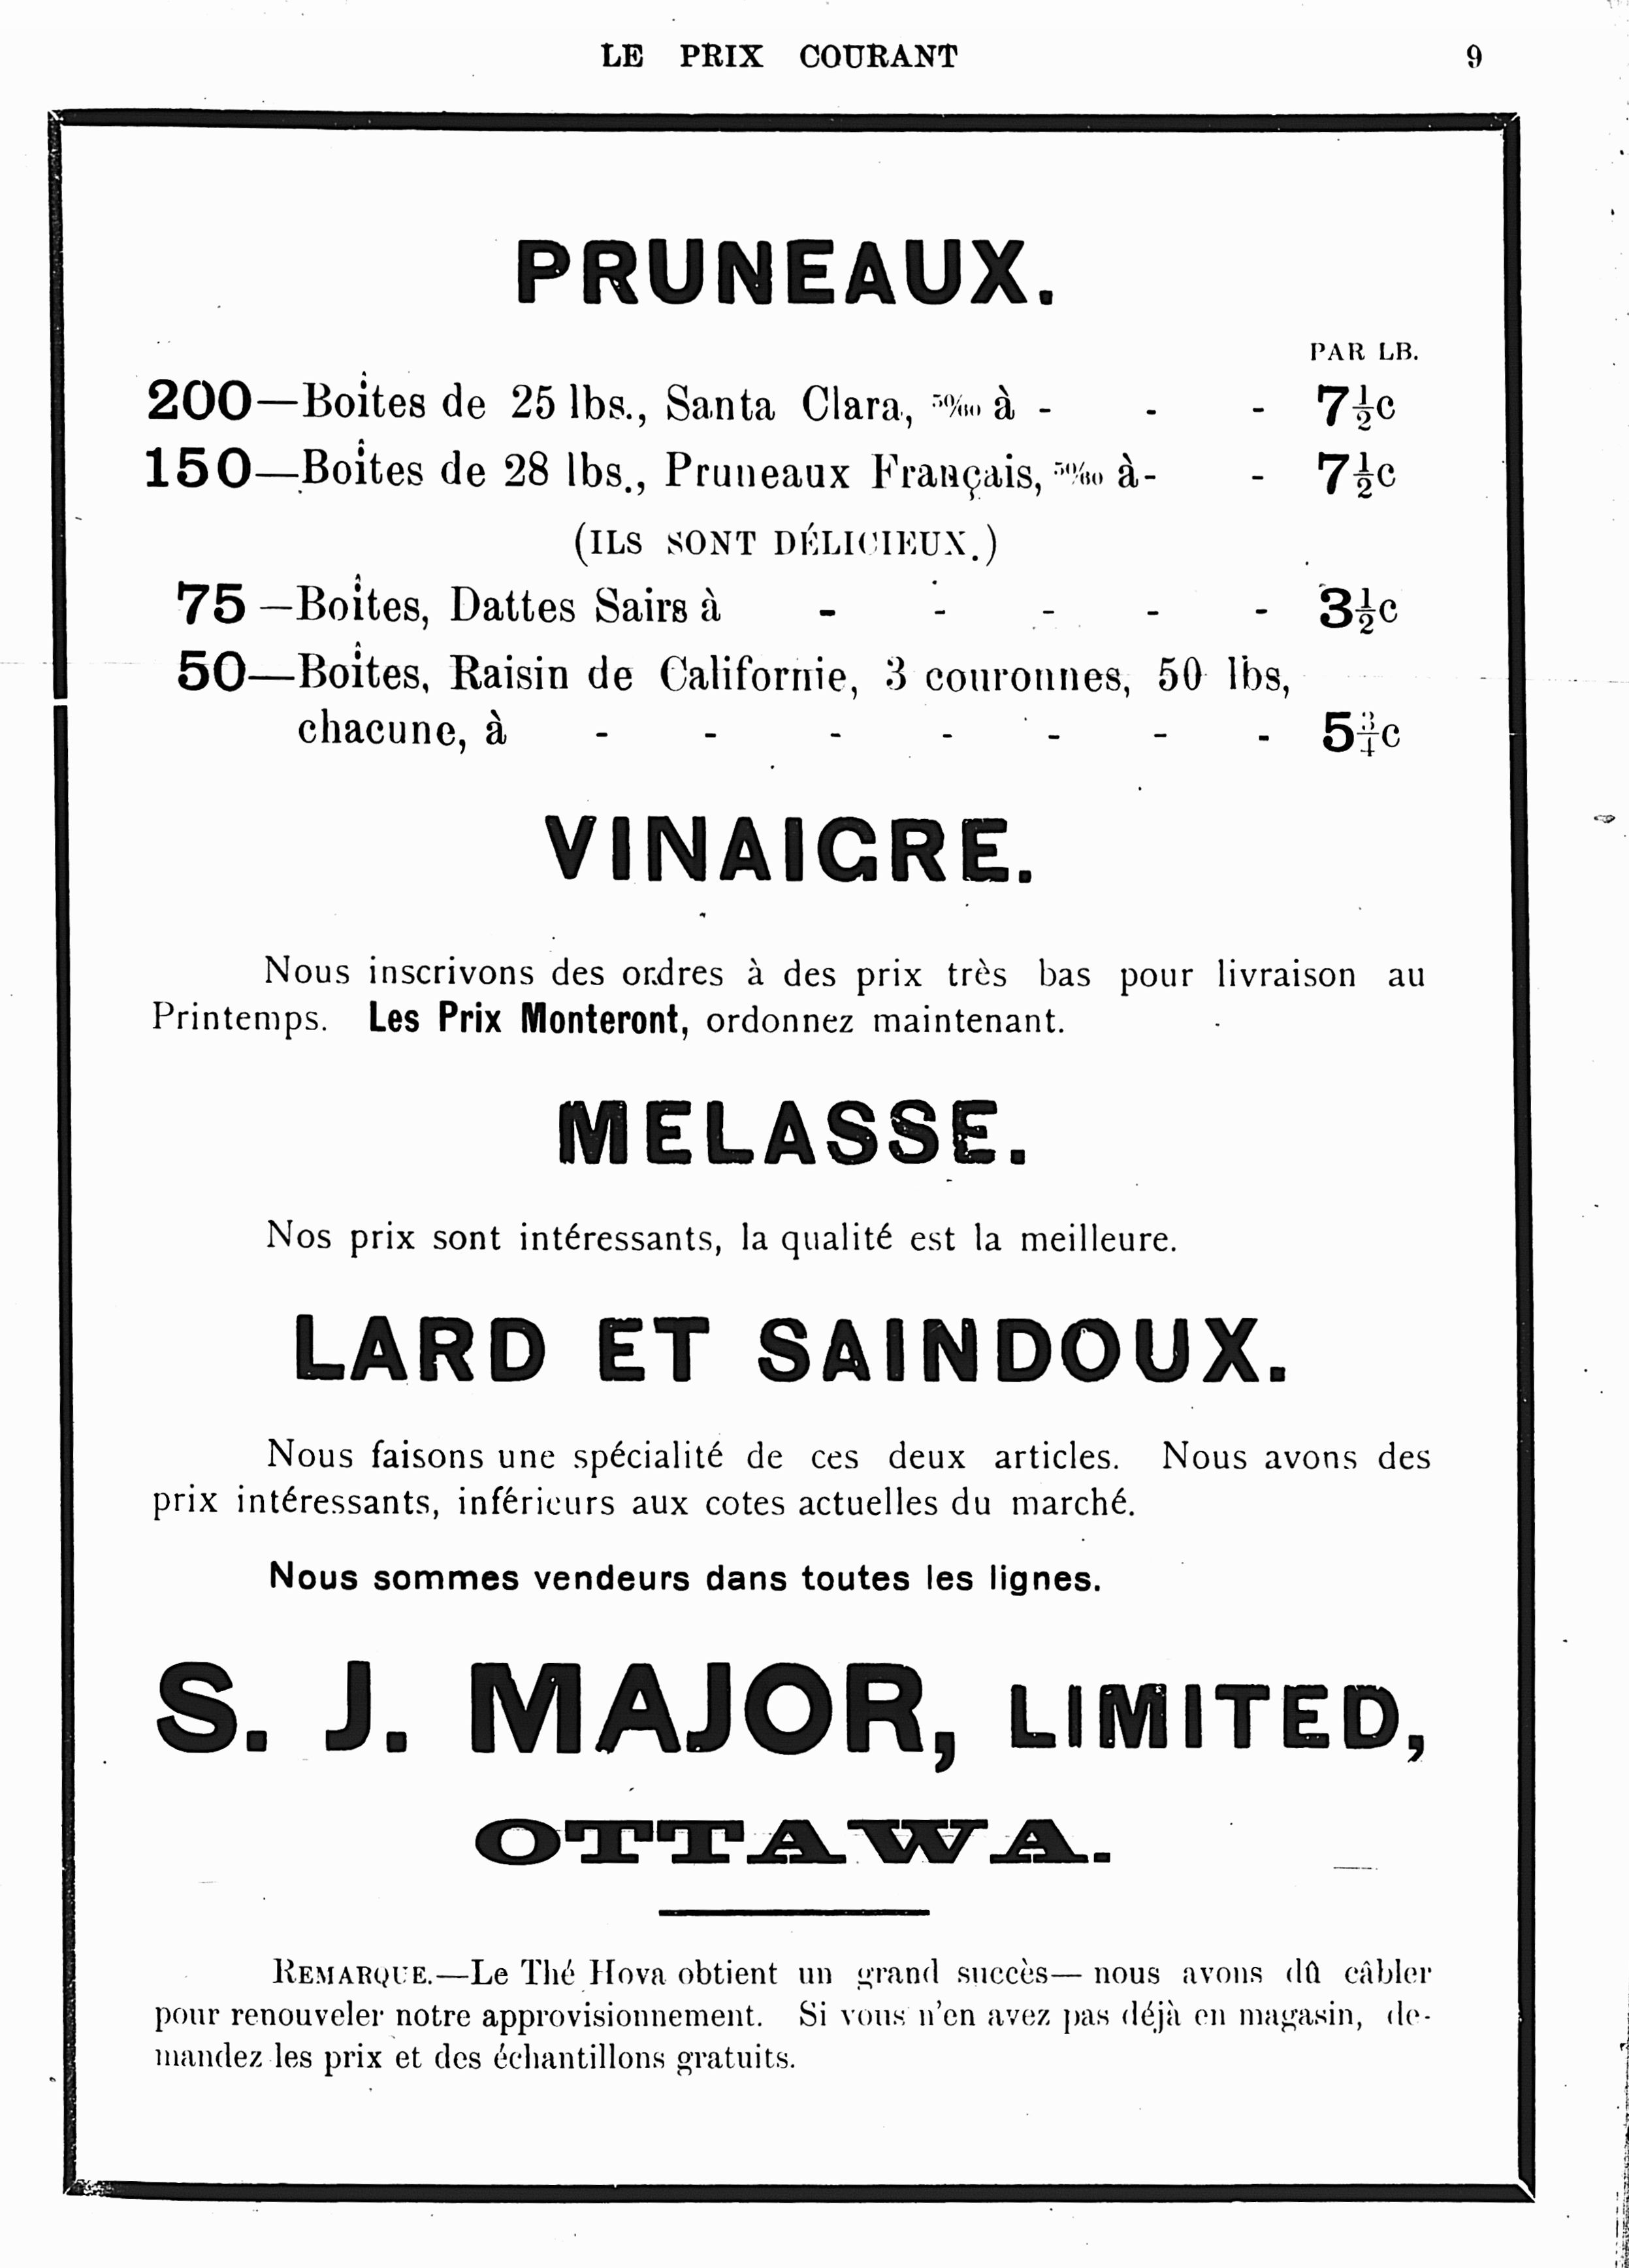 LE PRIX COURANT 9
PRUNEAUX.
PAR LB.
200—Boîtes de 25 lbs., Santa Clara, 50/60 à - - - 7½c
150—Boîtes de 28 lbs., Pruneaux Français, 50/60 à- - 7½c
(ILS SONT DÉLICIEUX.)
75—Boîtes, Dattes Sairs à - - - - - 3½c
50—Boîtes, Raisin de Californie, 3 couronnes, 50 lbs,
chacune, à - - - - - - - 5¾c
VINAIGRE.
Nous inscrivons des ordres à des prix très bas pour livraison au
Printemps. Les Prix Monteront, ordonnez maintenant.
MELASSE.
Nos prix sont intéressants, la qualité est la meilleure.
LARD ET SAINDOUX.
Nous faisons une spécialité de ces deux articles. Nous avons des
prix intéressants, inférieurs aux cotes actuelles du marché.
Nous sommes vendeurs dans toutes les lignes.
S. J. MAJOR, LIMITED,
OTTAWA.
REMARQUE.—Le Thé Hova obtient un grand succès— nous avons dû câbler
pour renouveler notre approvisionnement. Si vous n'en avez pas déjà en magasin, de-
mandez les prix et des échantillons gratuits.